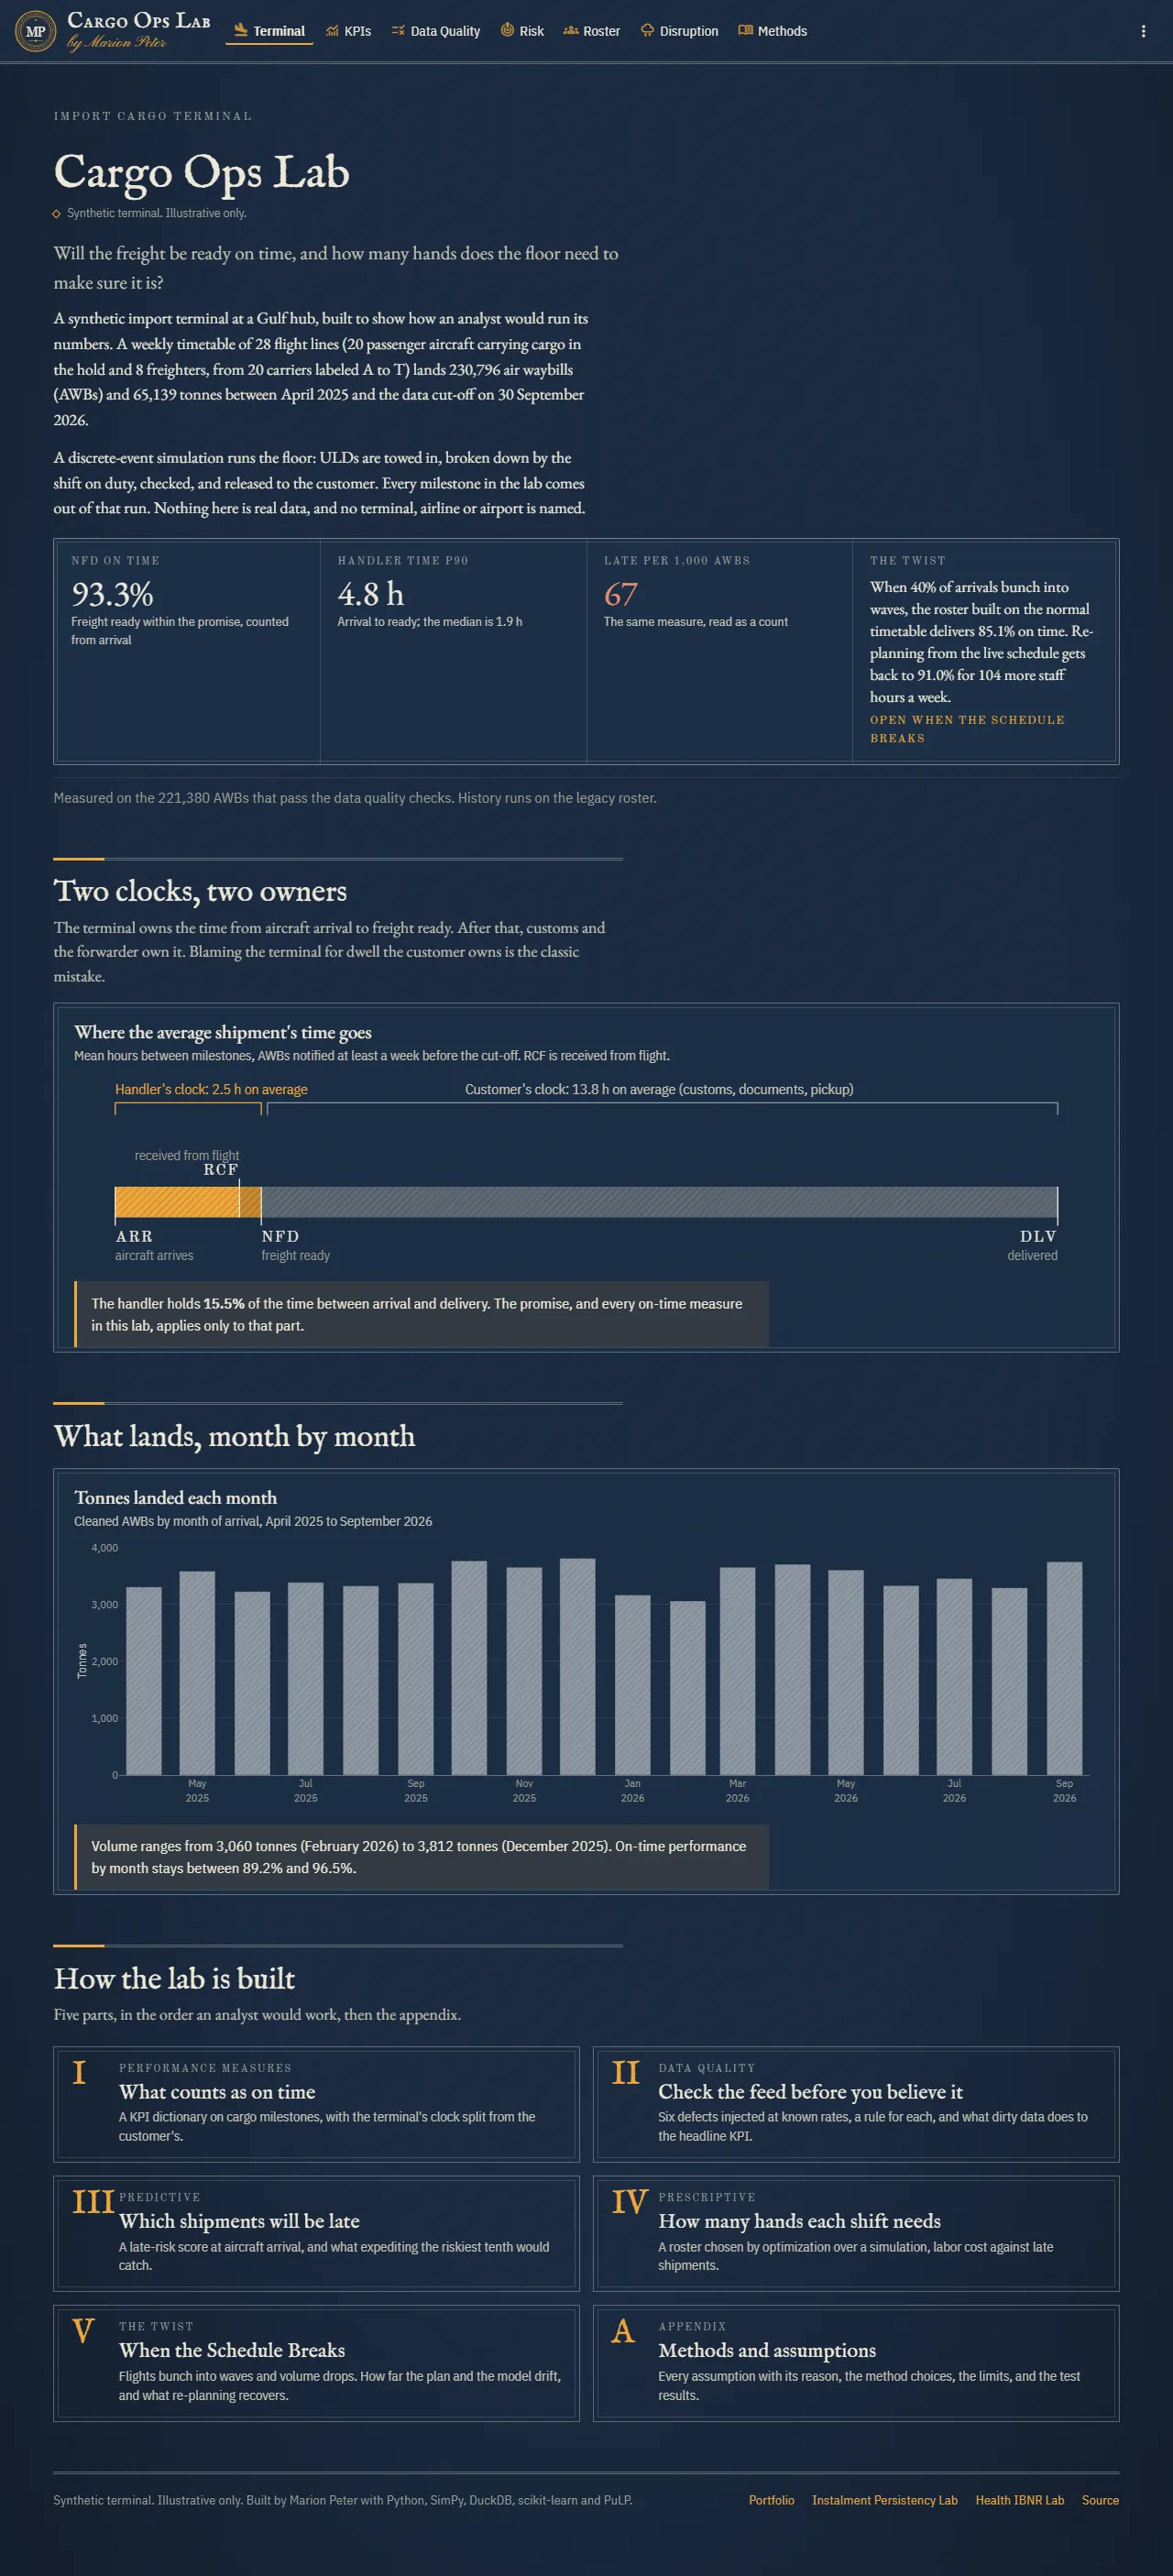 MP
Cargo Ops Lab
by Marion Peter
Terminal
KPIs
Data Quality
Risk
Roster
Disruption
Methods
IMPORT CARGO TERMINAL
Cargo Ops Lab
Synthetic terminal. Illustrative only.
Will the freight be ready on time, and how many hands does the floor need to
make sure it is?
A synthetic import terminal at a Gulf hub, built to show how an analyst would run its
numbers. A weekly timetable of 28 flight lines (20 passenger aircraft carrying cargo in
the hold and 8 freighters, from 20 carriers labeled A to T) lands 230,796 air waybills
(AWBs) and 65,139 tonnes between April 2025 and the data cut-off on 30 September
2026.
A discrete-event simulation runs the floor: ULDs are towed in, broken down by the
shift on duty, checked, and released to the customer. Every milestone in the lab comes
out of that run. Nothing here is real data, and no terminal, airline or airport is named.
NFD ON TIME
93.3%
Freight ready within the promise, counted
from arrival
HANDLER TIME P90
4.8 h
Arrival to ready; the median is 1.9 h
LATE PER 1,000 AWBS
67
The same measure, read as a count
THE TWIST
When 40% of arrivals bunch into
waves, the roster built on the normal
timetable delivers 85.1% on time. Re-
planning from the live schedule gets
back to 91.0% for 104 more staff
hours a week.
OPEN WHEN THE SCHEDULE
BREAKS
Measured on the 221,380 AWBs that pass the data quality checks. History runs on the legacy roster.
Two clocks, two owners
The terminal owns the time from aircraft arrival to freight ready. After that, customs and
the forwarder own it. Blaming the terminal for dwell the customer owns is the classic
mistake.
Where the average shipment's time goes
Mean hours between milestones, AWBs notified at least a week before the cut-off. RCF is received from flight.
Handler's clock: 2.5 h on average
Customer's clock: 13.8 h on average (customs, documents, pickup)
received from flight
RCF
ARR
aircraft arrives
NFD
freight ready
DLV
delivered
The handler holds 15.5% of the time between arrival and delivery. The promise, and every on-time measure
in this lab, applies only to that part.
What lands, month by month
Tonnes landed each month
Cleaned AWBs by month of arrival, April 2025 to September 2026
Tonnes
4,000
3,000
2,000
1,000
0
May
2025
Jul
2025
Sep
2025
Nov
2025
Jan
2026
Mar
2026
May
2026
Jul
2026
Sep
2026
Volume ranges from 3,060 tonnes (February 2026) to 3,812 tonnes (December 2025). On-time performance
by month stays between 89.2% and 96.5%.
How the lab is built
Five parts, in the order an analyst would work, then the appendix.
I
PERFORMANCE MEASURES
What counts as on time
A KPI dictionary on cargo milestones, with the terminal's clock split from the
customer's.
II
DATA QUALITY
Check the feed before you believe it
Six defects injected at known rates, a rule for each, and what dirty data does to
the headline KPI.
III
PREDICTIVE
Which shipments will be late
A late-risk score at aircraft arrival, and what expediting the riskiest tenth would
catch.
IV
PRESCRIPTIVE
How many hands each shift needs
A roster chosen by optimization over a simulation, labor cost against late
shipments.
V
THE TWIST
When the Schedule Breaks
Flights bunch into waves and volume drops. How far the plan and the model drift,
and what re-planning recovers.
A
APPENDIX
Methods and assumptions
Every assumption with its reason, the method choices, the limits, and the test
results.
Synthetic terminal. Illustrative only. Built by Marion Peter with Python, SimPy, DuckDB, scikit-learn and PuLP.
Portfolio
Instalment Persistency Lab
Health IBNR Lab
Source